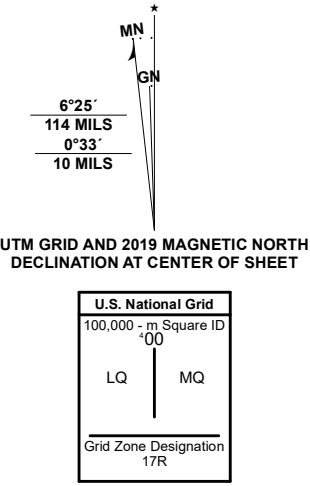 MN
GN
6°25´
114 MILS
0°33´
10 MILS
UTM GRID AND 2019 MAGNETIC NORTH
DECLINATION AT CENTER OF SHEET
U.S. National Grid
100,000 - m Square ID
⁴00
LQ MQ
Grid Zone Designation
17R